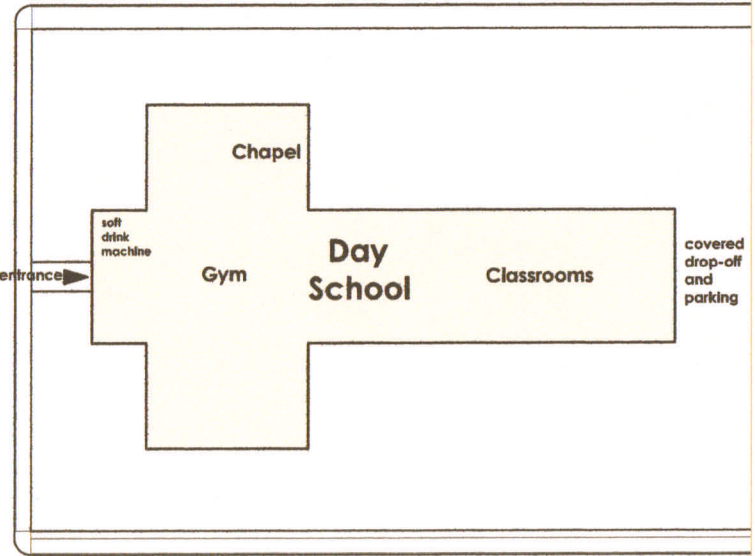 Chapel
soft
drink
machine
entrance
Gym
Day
School
Classrooms
covered
drop-off
and
parking